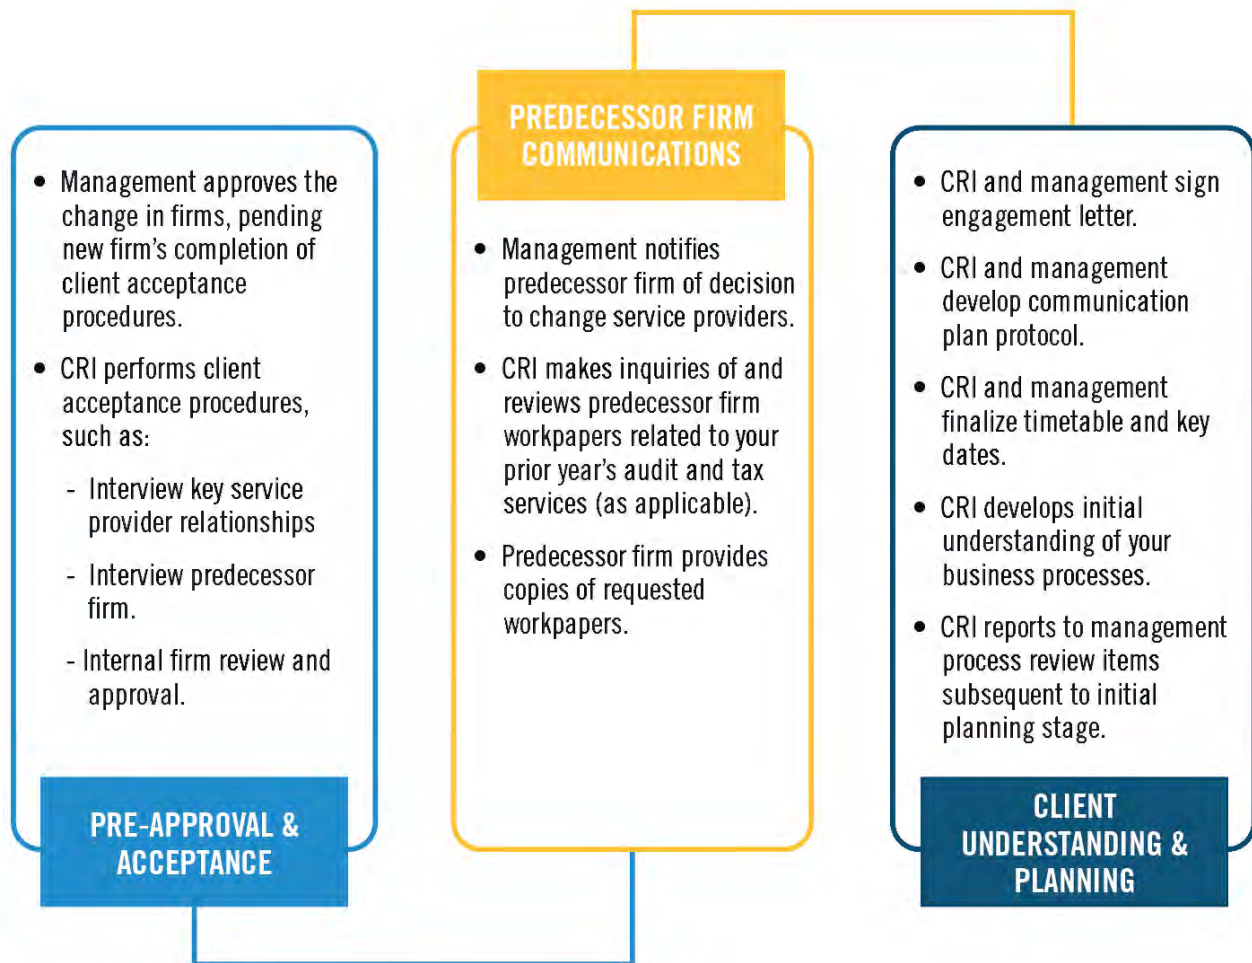 • Management approves the
change in firms, pending
new firm's completion of
client acceptance
procedures.
• CRI performs client
acceptance procedures,
such as:
- Interview key service
provider relationships
- Interview predecessor
firm.
- Internal firm review and
approval.
PRE-APPROVAL &
ACCEPTANCE
PREDECESSOR FIRM
COMMUNICATIONS
• Management notifies
predecessor firm of decision
to change service providers.
• CRI makes inquiries of and
reviews predecessor firm
workpapers related to your
prior year's audit and tax
services (as applicable).
• Predecessor firm provides
copies of requested
workpapers.
• CRI and management sign
engagement letter.
• CRI and management
develop communication
plan protocol.
• CRI and management
finalize timetable and key
dates.
• CRI develops initial
understanding of your
business processes.
• CRI reports to management
process review items
subsequent to initial
planning stage.
CLIENT
UNDERSTANDING &
PLANNING